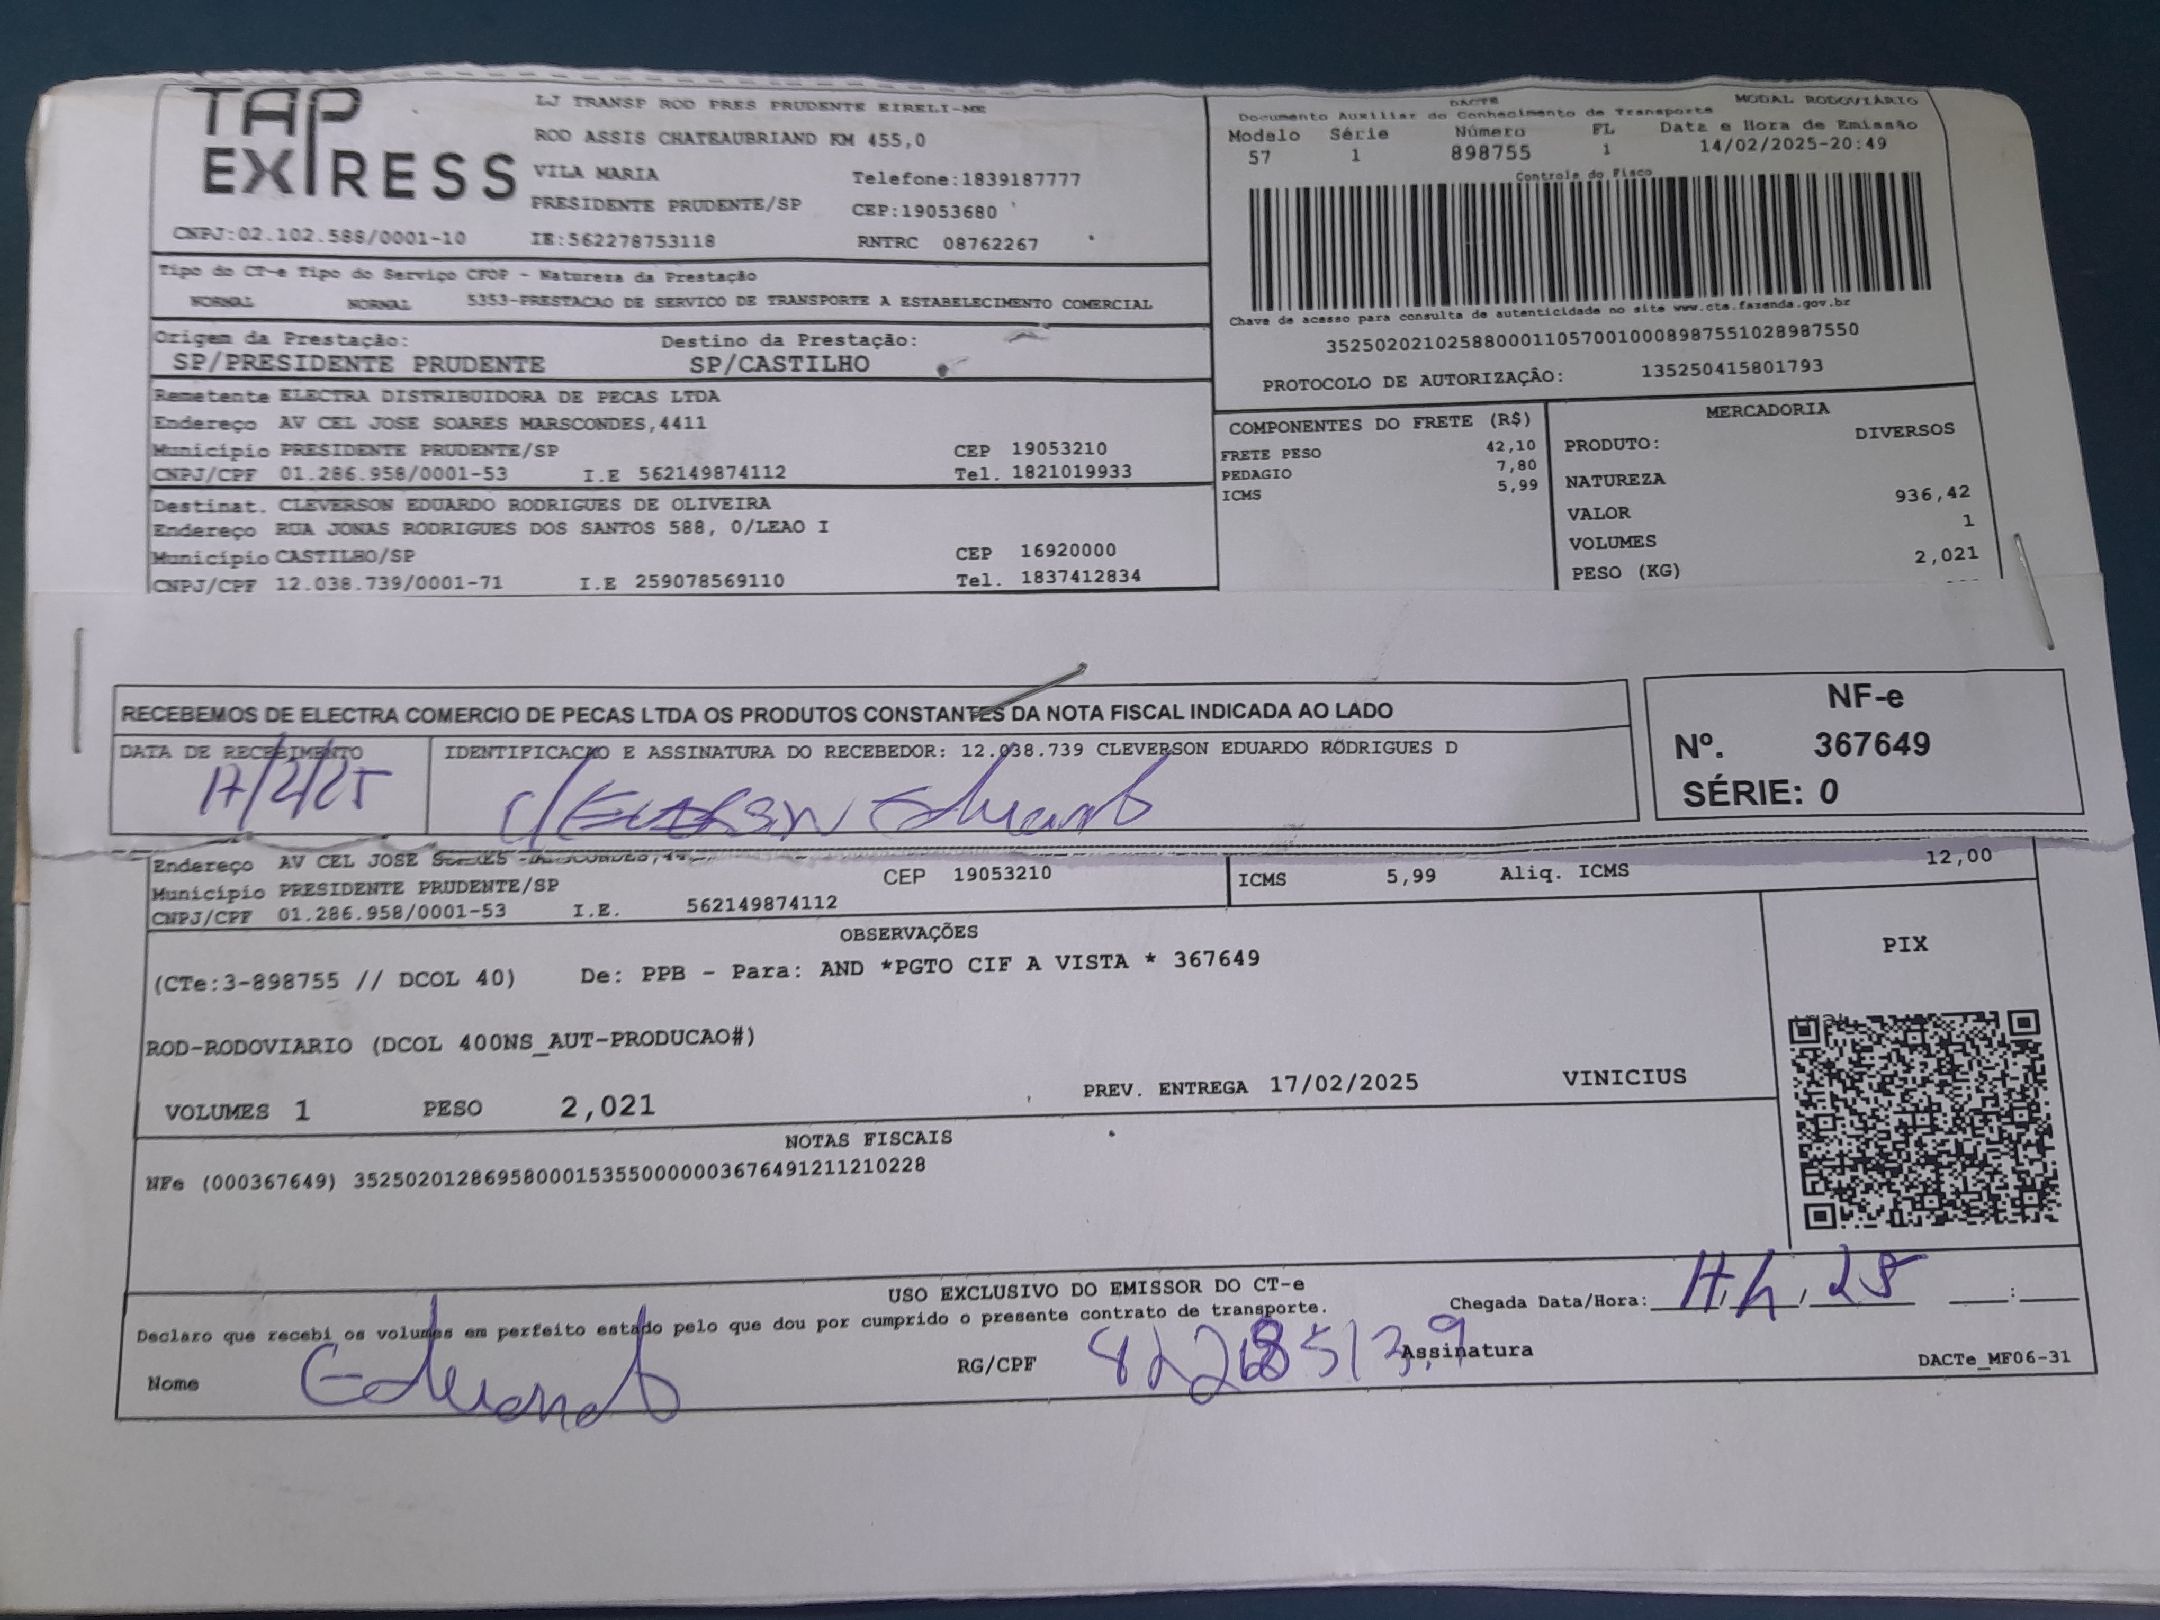 TAP EXPRESS
LJ TRANSP ROD PRES PRUDENTE EIRELI-ME
ROD ASSIS CHATEAUBRIAND KM 455,0
VILA MARIA Telefone:1839187777
PRESIDENTE PRUDENTE/SP CEP:19053680
CNPJ:02.102.588/0001-10 IE:562278753118 RNTRC 08762267
DACTE MODAL RODOVIÁRIO
Documento Auxiliar do Conhecimento de Transporte
Modelo Série Número FL Data e Hora de Emissão
57 1 898755 1 14/02/2025-20:49
Controle do Fisco
Chave de acesso para consulta de autenticidade no site www.cte.fazenda.gov.br
35250202102588000110570010008987551028987550
PROTOCOLO DE AUTORIZAÇÃO: 135250415801793
Tipo do CT-e Tipo do Serviço CFOP - Natureza da Prestação
NORMAL NORMAL 5353-PRESTACAO DE SERVICO DE TRANSPORTE A ESTABELECIMENTO COMERCIAL
Origem da Prestação: Destino da Prestação:
SP/PRESIDENTE PRUDENTE SP/CASTILHO
Remetente ELECTRA DISTRIBUIDORA DE PECAS LTDA
Endereço AV CEL JOSE SOARES MARSCONDES,4411
Município PRESIDENTE PRUDENTE/SP CEP 19053210
CNPJ/CPF 01.286.958/0001-53 I.E 562149874112 Tel. 1821019933
Destinat. CLEVERSON EDUARDO RODRIGUES DE OLIVEIRA
Endereço RUA JONAS RODRIGUES DOS SANTOS 588, 0/LEAO I
Município CASTILHO/SP CEP 16920000
CNPJ/CPF 12.038.739/0001-71 I.E 259078569110 Tel. 1837412834
COMPONENTES DO FRETE (R$)
FRETE PESO 42,10
PEDAGIO 7,80
ICMS 5,99
MERCADORIA
PRODUTO: DIVERSOS
NATUREZA
VALOR 936,42
VOLUMES 1
PESO (KG) 2,021
RECEBEMOS DE ELECTRA COMERCIO DE PECAS LTDA OS PRODUTOS CONSTANTES DA NOTA FISCAL INDICADA AO LADO
DATA DE RECEBIMENTO IDENTIFICACAO E ASSINATURA DO RECEBEDOR: 12.038.739 CLEVERSON EDUARDO RODRIGUES D
17/2/25 Cleverson Eduardo
NF-e
Nº. 367649
SÉRIE: 0
Endereço AV CEL JOSE SOARES
Município PRESIDENTE PRUDENTE/SP CEP 19053210
CNPJ/CPF 01.286.958/0001-53 I.E. 562149874112
ICMS 5,99 Aliq. ICMS 12,00
OBSERVAÇÕES
(CTe:3-898755 // DCOL 40) De: PPB - Para: AND *PGTO CIF A VISTA * 367649
ROD-RODOVIARIO (DCOL 400NS_AUT-PRODUCAO#)
VOLUMES 1 PESO 2,021 PREV. ENTREGA 17/02/2025 VINICIUS
PIX
NOTAS FISCAIS
NFe (000367649) 35250201286958000153550000003676491211210228
USO EXCLUSIVO DO EMISSOR DO CT-e
Declaro que recebi os volumes em perfeito estado pelo que dou por cumprido o presente contrato de transporte.
Chegada Data/Hora: 17/2/25 :
Nome Eduardo RG/CPF Assinatura
DACTe_MF06-31